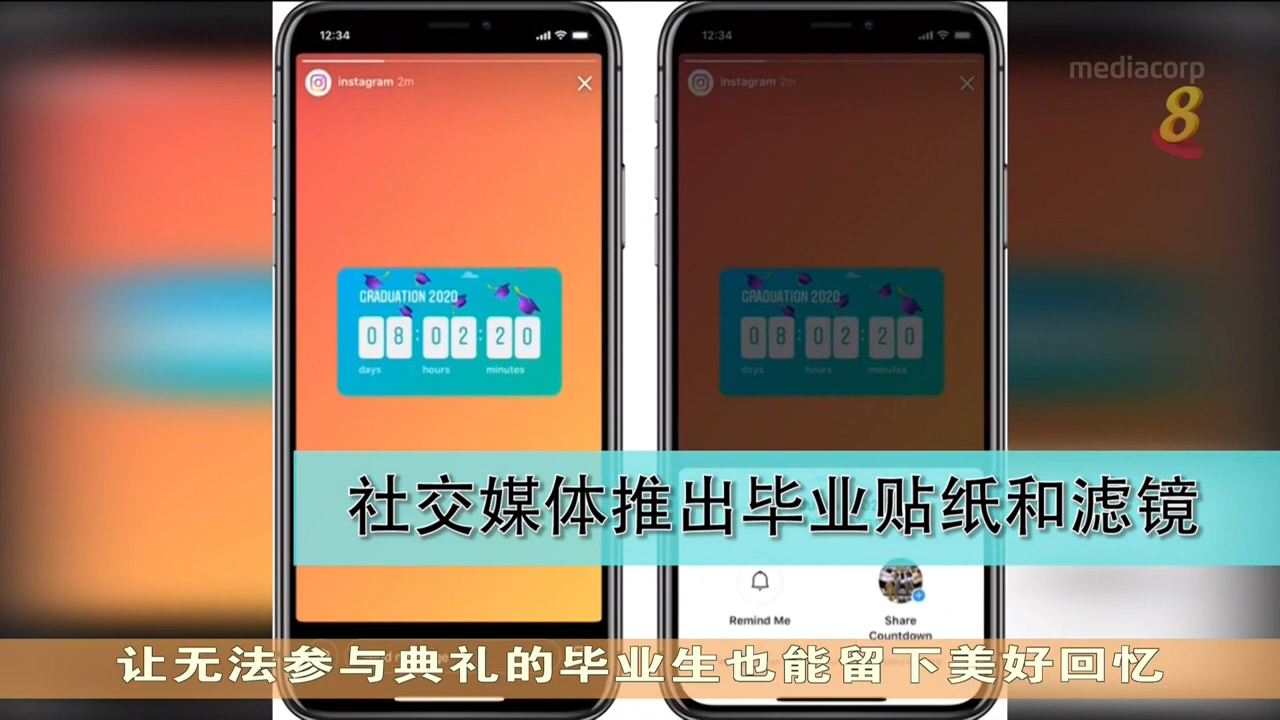 12:34
instagram 2m
GRADUATION 2020
08:02:20
days hours minutes
12:34
instagram 2m
GRADUATION 2020
08:02:20
days hours minutes
mediacorp
8
社交媒体推出毕业贴纸和滤镜
Remind Me
Share
Countdown
让无法参与典礼的毕业生也能留下美好回忆